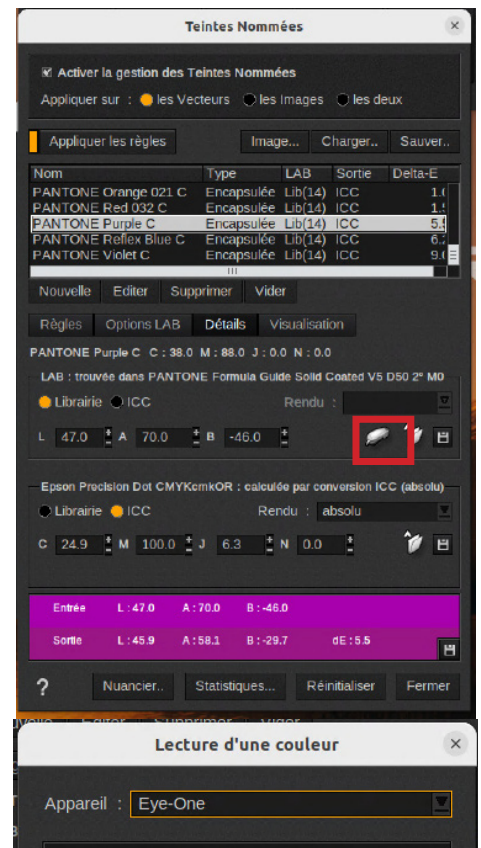 Teintes Nommées
Activer la gestion des Teintes Nommées
Appliquer sur : les Vecteurs les Images les deux
Appliquer les règles Image... Charger.. Sauver..
Nom Type LAB Sortie Delta-E
PANTONE Orange 021 C Encapsulée Lib(14) ICC
PANTONE Red 032 C Encapsulée Lib(14) ICC
PANTONE Purple C Encapsulée Lib(14) ICC
PANTONE Reflex Blue C Encapsulée Lib(14) ICC
PANTONE Violet C Encapsulée Lib(14) ICC
Nouvelle Editer Supprimer Vider
Règles Options LAB Détails Visualisation
PANTONE Purple C C : 38.0 M : 88.0 J : 0.0 N : 0.0
LAB : trouvée dans PANTONE Formula Guide Solid Coated V5 D50 2° M0
Librairie ICC Rendu :
L 47.0 A 70.0 B -46.0
Epson Precision Dot CMYKcmkOR : calculée par conversion ICC (absolu)
Librairie ICC Rendu : absolu
C 24.9 M 100.0 J 6.3 N 0.0
Entrée L : 47.0 A : 70.0 B : -46.0
Sortie L : 45.9 A : 58.1 B : -29.7 dE : 5.5
? Nuancier.. Statistiques... Réinitialiser Fermer
Lecture d'une couleur
Appareil : Eye-One